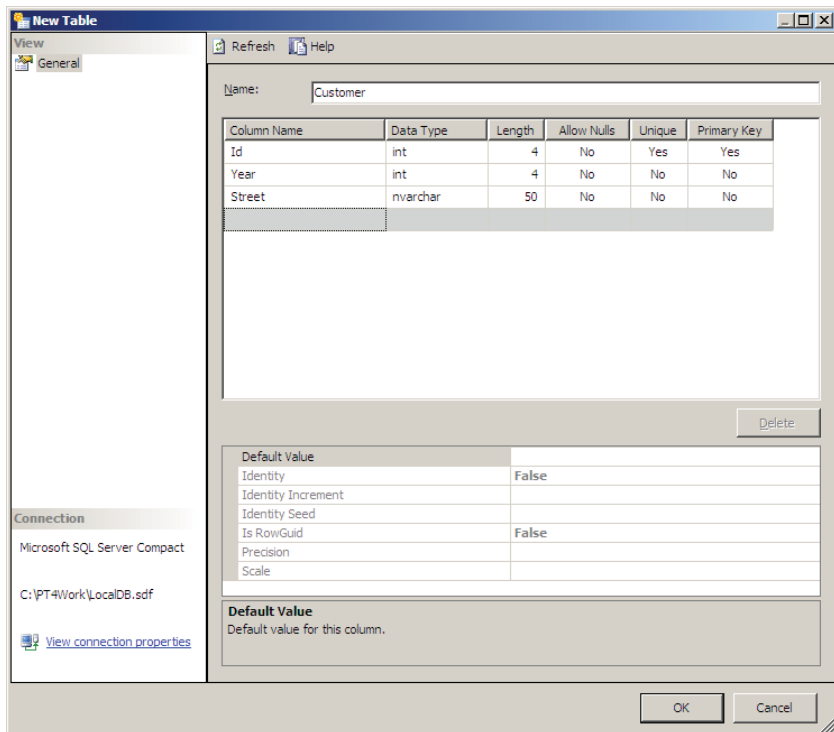 New Table
View
General
Refresh Help
Name: Customer
Column Name Data Type Length Allow Nulls Unique Primary Key
Id int 4 No Yes Yes
Year int 4 No No No
Street nvarchar 50 No No No
Delete
Default Value
Identity False
Identity Increment
Identity Seed
Is RowGuid False
Precision
Scale
Default Value
Default value for this column.
Connection
Microsoft SQL Server Compact
C:\PT4Work\LocalDB.sdf
View connection properties
OK Cancel